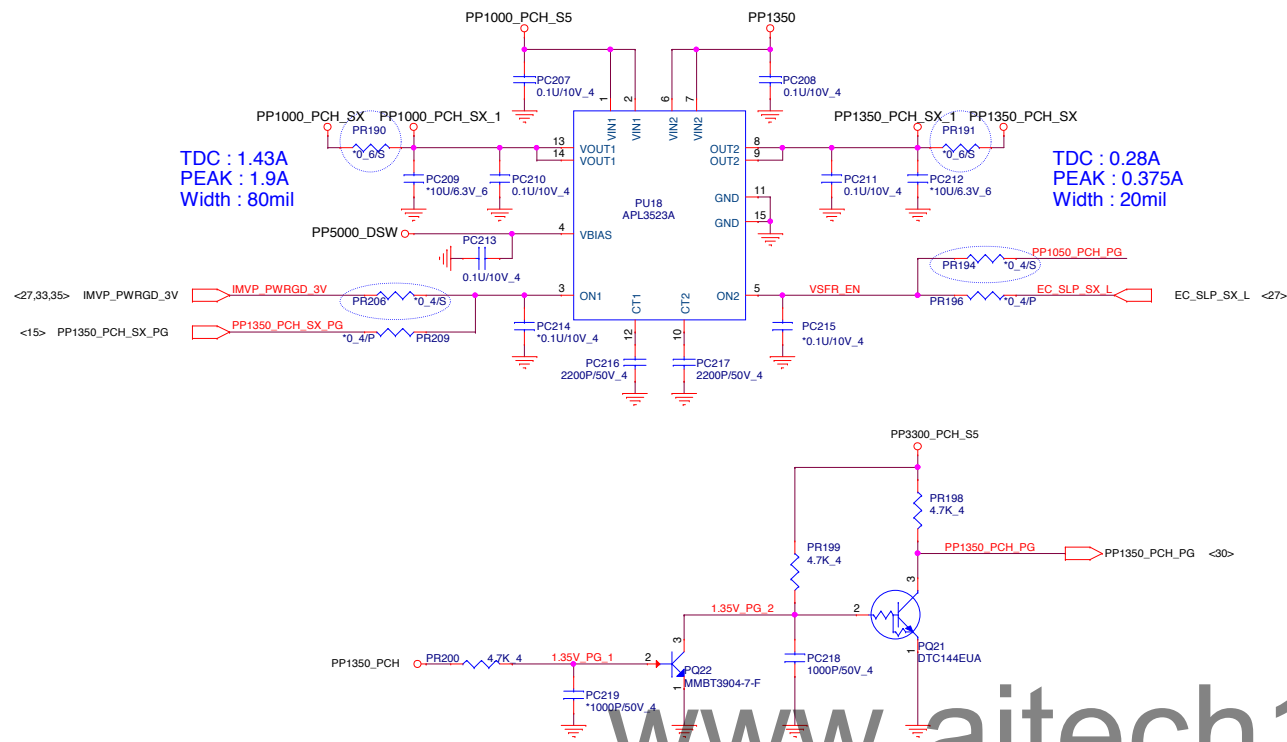 PP1000_PCH_S5
PP1350
PC207
0.1U/10V_4
PC208
0.1U/10V_4
1
2
6
7
VIN1
VIN1
VIN2
VIN2
PP1000_PCH_SX
PP1000_PCH_SX_1
PR190
*0_6/S
PP1350_PCH_SX_1
PP1350_PCH_SX
PR191
*0_6/S
13
14
VOUT1
VOUT1
OUT2
OUT2
8
9
TDC : 1.43A
PEAK : 1.9A
Width : 80mil
PC209
*10U/6.3V_6
PC210
0.1U/10V_4
PC211
0.1U/10V_4
PC212
*10U/6.3V_6
TDC : 0.28A
PEAK : 0.375A
Width : 20mil
PU18
APL3523A
GND
11
GND
15
PP5000_DSW
4
VBIAS
PC213
0.1U/10V_4
PP1050_PCH_PG
PR194
*0_4/S
<27,33,35>
IMVP_PWRGD_3V
IMVP_PWRGD_3V
PR206
*0_4/S
3
ON1
CT1
CT2
ON2
5
VSFR_EN
PR196
*0_4/P
EC_SLP_SX_L
EC_SLP_SX_L
<27>
<15>
PP1350_PCH_SX_PG
PP1350_PCH_SX_PG
*0_4/P
PR209
PC214
*0.1U/10V_4
12
10
PC215
*0.1U/10V_4
PC216
2200P/50V_4
PC217
2200P/50V_4
PP3300_PCH_S5
PR198
4.7K_4
PR199
4.7K_4
PP1350_PCH_PG
PP1350_PCH_PG
<30>
3
1.35V_PG_2
2
PQ21
DTC144EUA
1
PP1350_PCH
PR200
4.7K_4
1.35V_PG_1
2
3
PQ22
MMBT3904-7-F
1
PC218
1000P/50V_4
PC219
*1000P/50V_4
www.aitech1